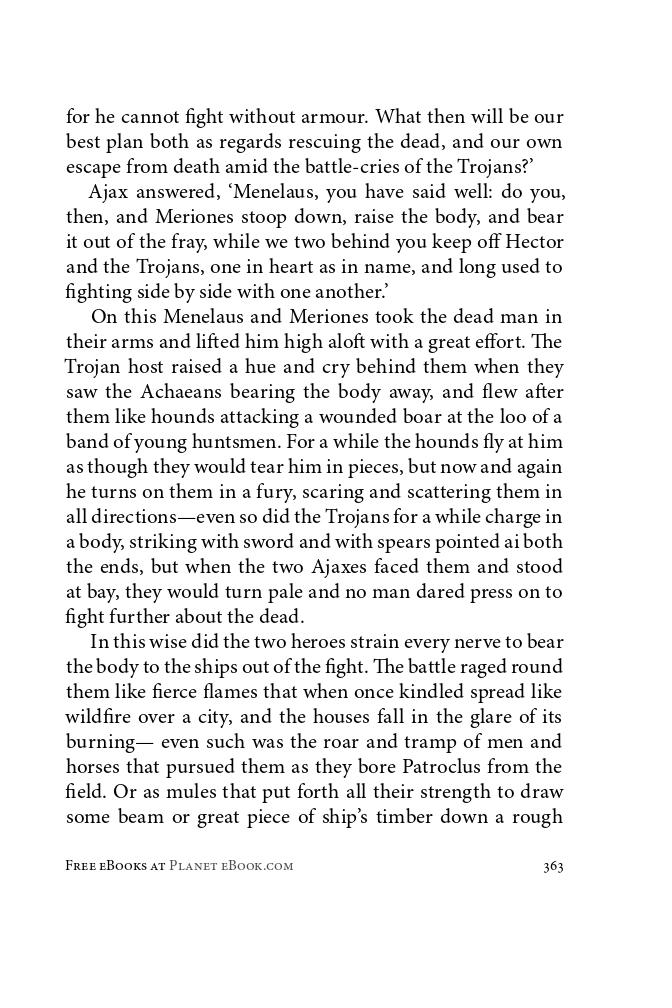 for he cannot fight without armour. What then will be our
best plan both as regards rescuing the dead, and our own
escape from death amid the battle-cries of the Trojans?’
Ajax answered, ‘Menelaus, you have said well: do you,
then, and Meriones stoop down, raise the body, and bear
it out of the fray, while we two behind you keep off Hector
and the Trojans, one in heart as in name, and long used to
fighting side by side with one another.’
On this Menelaus and Meriones took the dead man in
their arms and lifted him high aloft with a great effort. The
Trojan host raised a hue and cry behind them when they
saw the Achaeans bearing the body away, and flew after
them like hounds attacking a wounded boar at the loo of a
band of young huntsmen. For a while the hounds fly at him
as though they would tear him in pieces, but now and again
he turns on them in a fury, scaring and scattering them in
all directions—even so did the Trojans for a while charge in
a body, striking with sword and with spears pointed ai both
the ends, but when the two Ajaxes faced them and stood
at bay, they would turn pale and no man dared press on to
fight further about the dead.
In this wise did the two heroes strain every nerve to bear
the body to the ships out of the fight. The battle raged round
them like fierce flames that when once kindled spread like
wildfire over a city, and the houses fall in the glare of its
burning— even such was the roar and tramp of men and
horses that pursued them as they bore Patroclus from the
field. Or as mules that put forth all their strength to draw
some beam or great piece of ship’s timber down a rough
Free eBooks at Planet eBook.com 363